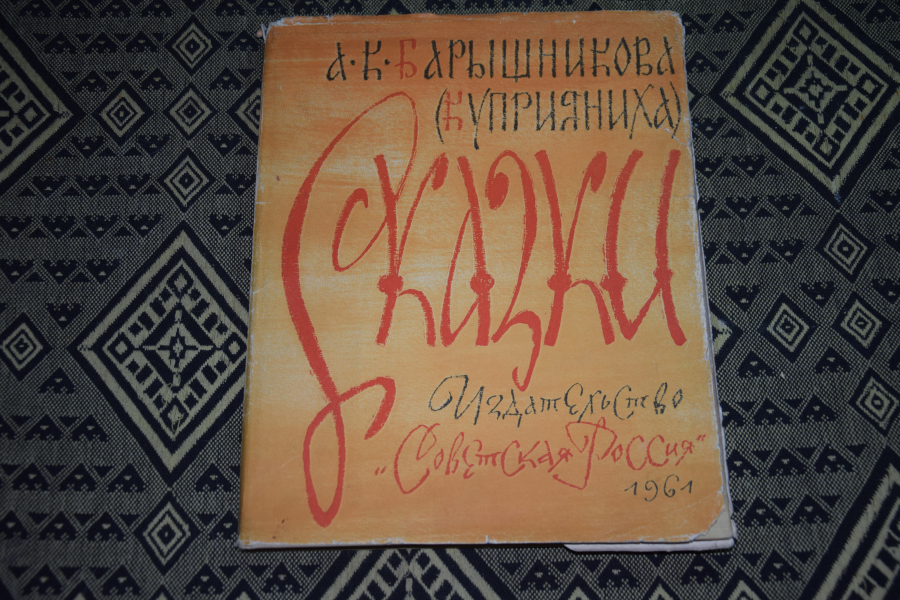 А·К·БАРЫШНИКОВА
(КУПРИЯНИХА)
СКАЗКИ
ИЗДАТЕЛЬСТВО
"СОВЕТСКАЯ РОССИЯ"
1961